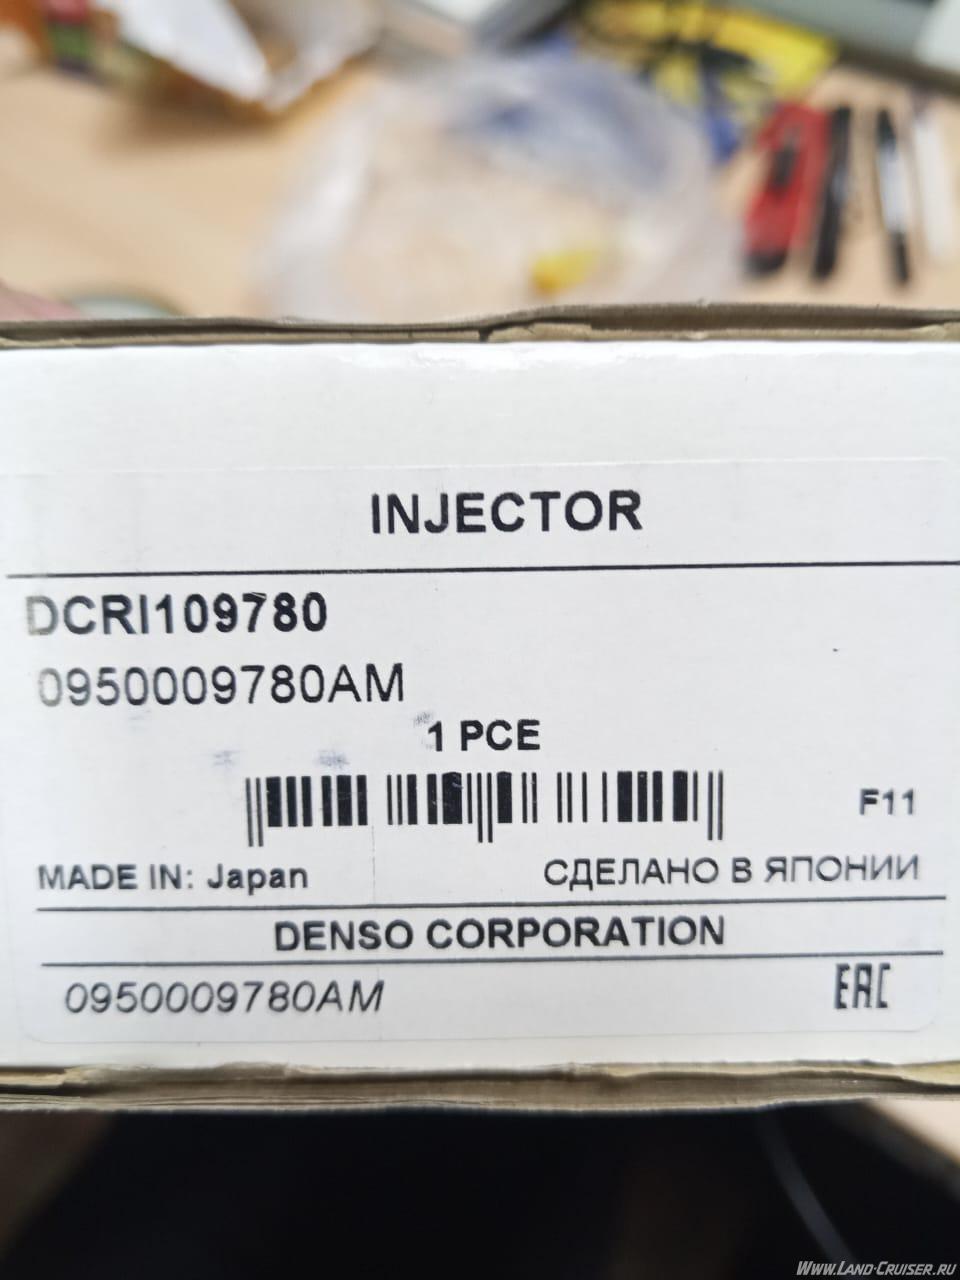 INJECTOR
DCRI109780
0950009780AM
1 PCE
F11
MADE IN: Japan
СДЕЛАНО В ЯПОНИИ
DENSO CORPORATION
0950009780AM
EAC
WWW.LAND-CRUISER.RU